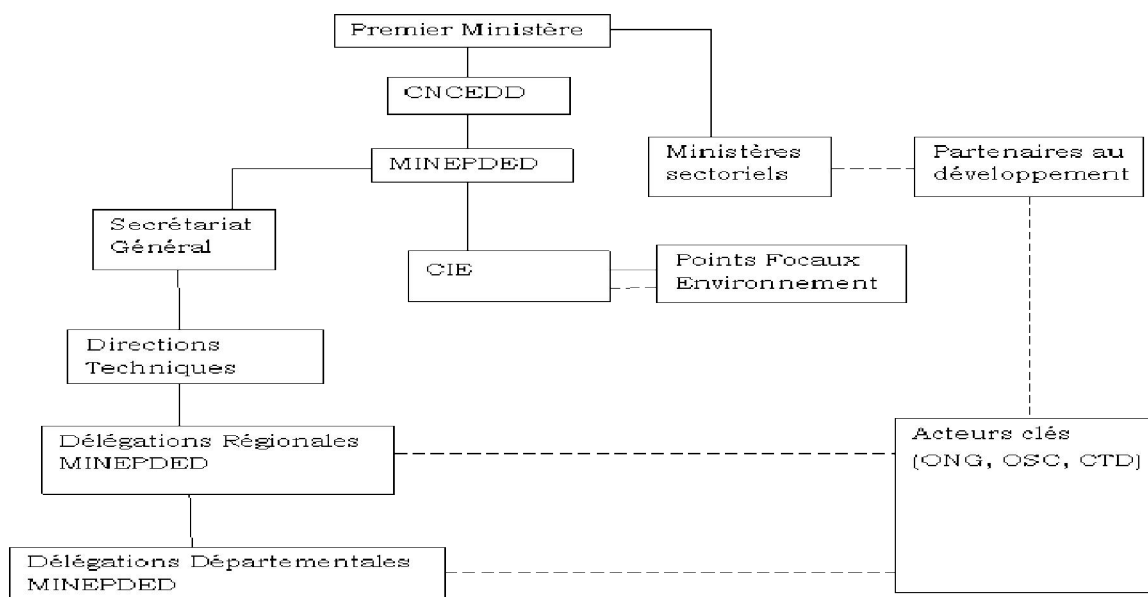 Premier Ministère
CNCEDD
MINEPDED
Ministères
sectoriels
Partenaires au
développement
Secrétariat
Général
CIE
Points Focaux
Environnement
Directions
Techniques
Délégations Régionales
MINEPDED
Acteurs clés
(ONG, OSC, CTD)
Délégations Départementales
MINEPDED